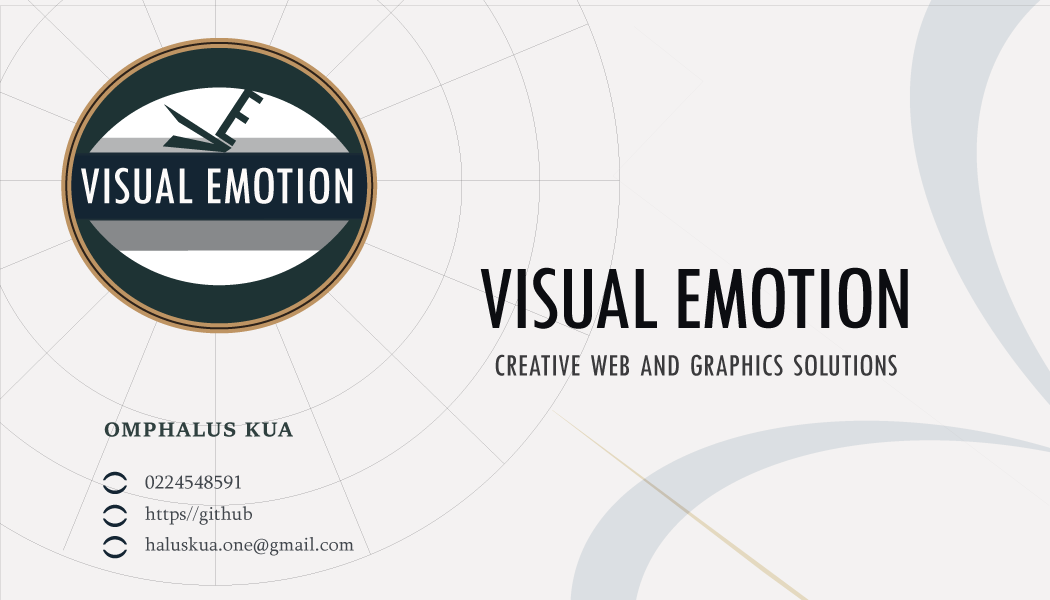 VISUAL EMOTION
VISUAL EMOTION
CREATIVE WEB AND GRAPHICS SOLUTIONS
OMPHALUS KUA
0224548591
https//github
haluskua.one@gmail.com